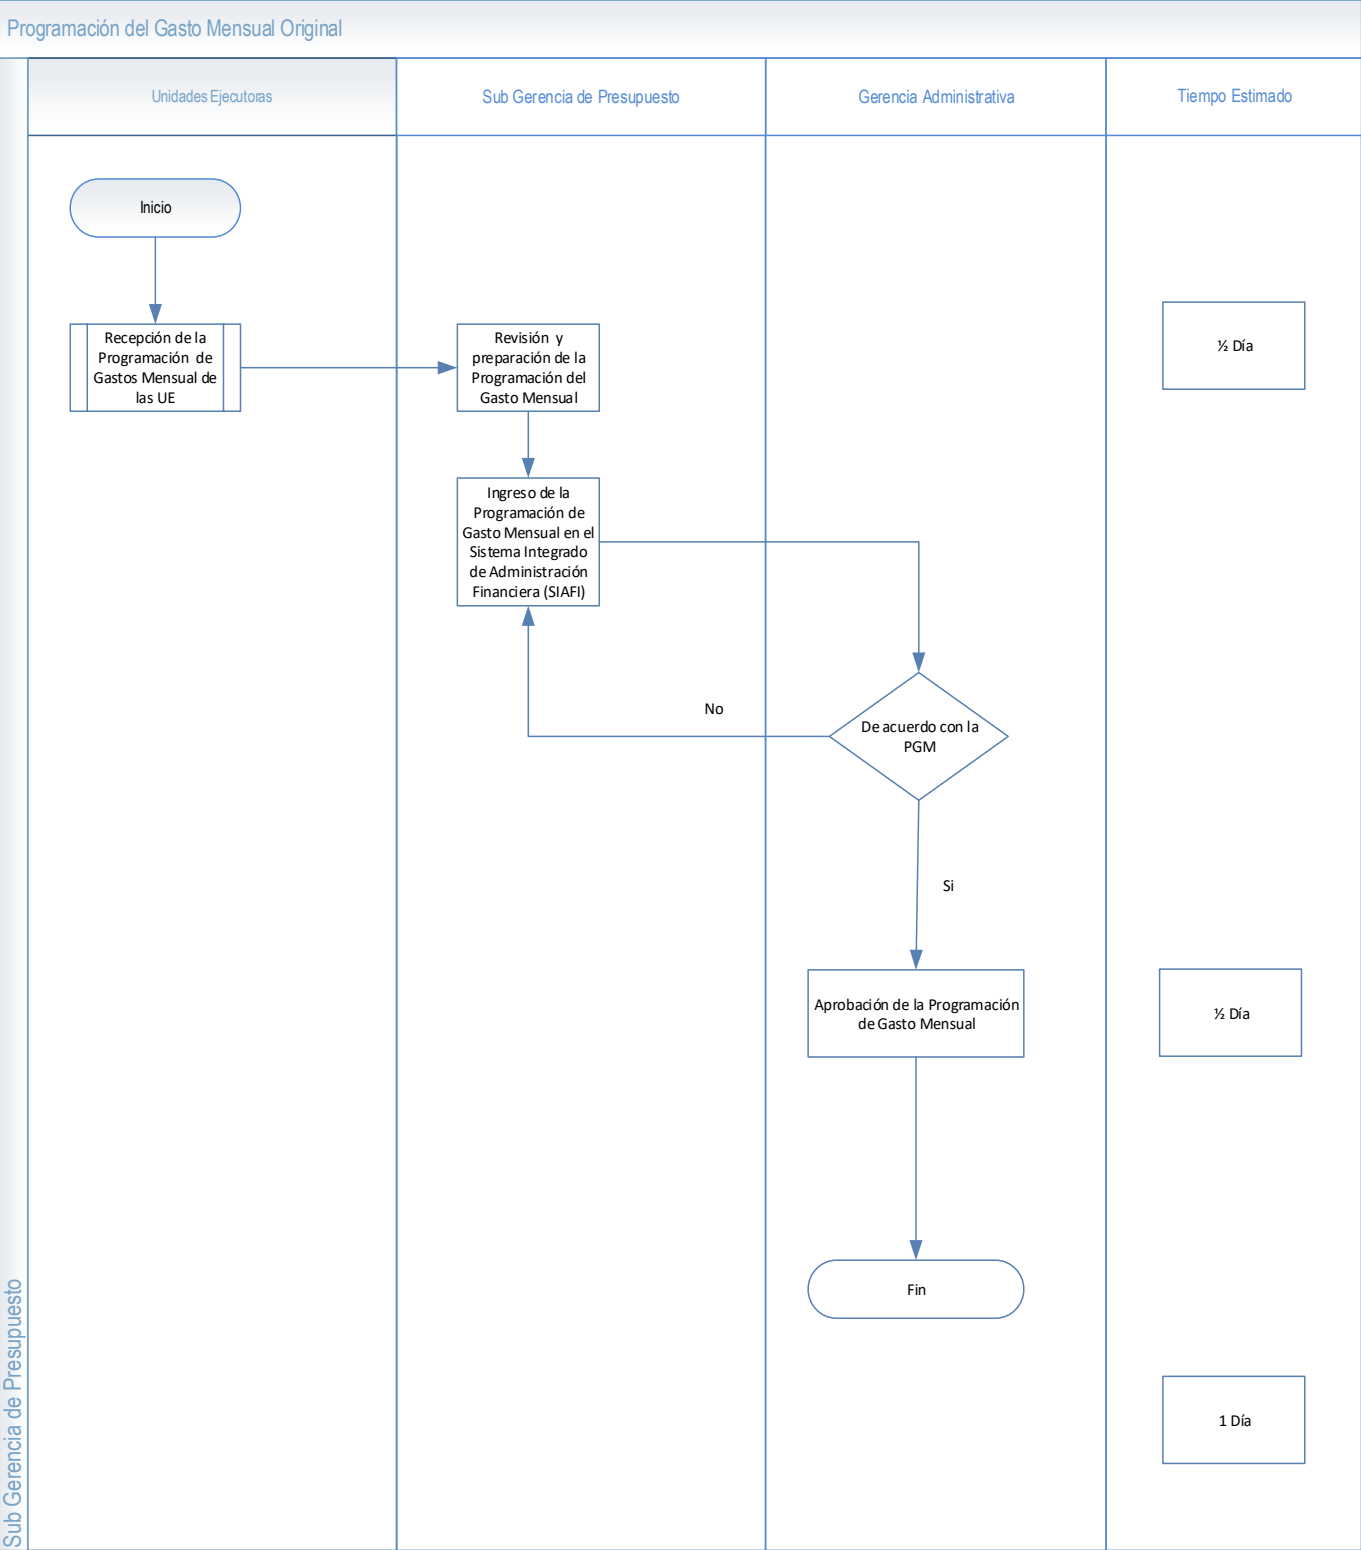 Programación del Gasto Mensual Original
Unidades Ejecutoras
Sub Gerencia de Presupuesto
Gerencia Administrativa
Tiempo Estimado
Inicio
Recepción de la
Programación de
Gastos Mensual de
las UE
Revisión y
preparación de la
Programación del
Gasto Mensual
½ Día
Ingreso de la
Programación de
Gasto Mensual en el
Sistema Integrado
de Administración
Financiera (SIAFI)
No
De acuerdo con la
PGM
Si
Aprobación de la Programación
de Gasto Mensual
½ Día
Fin
1 Día
Sub Gerencia de Presupuesto